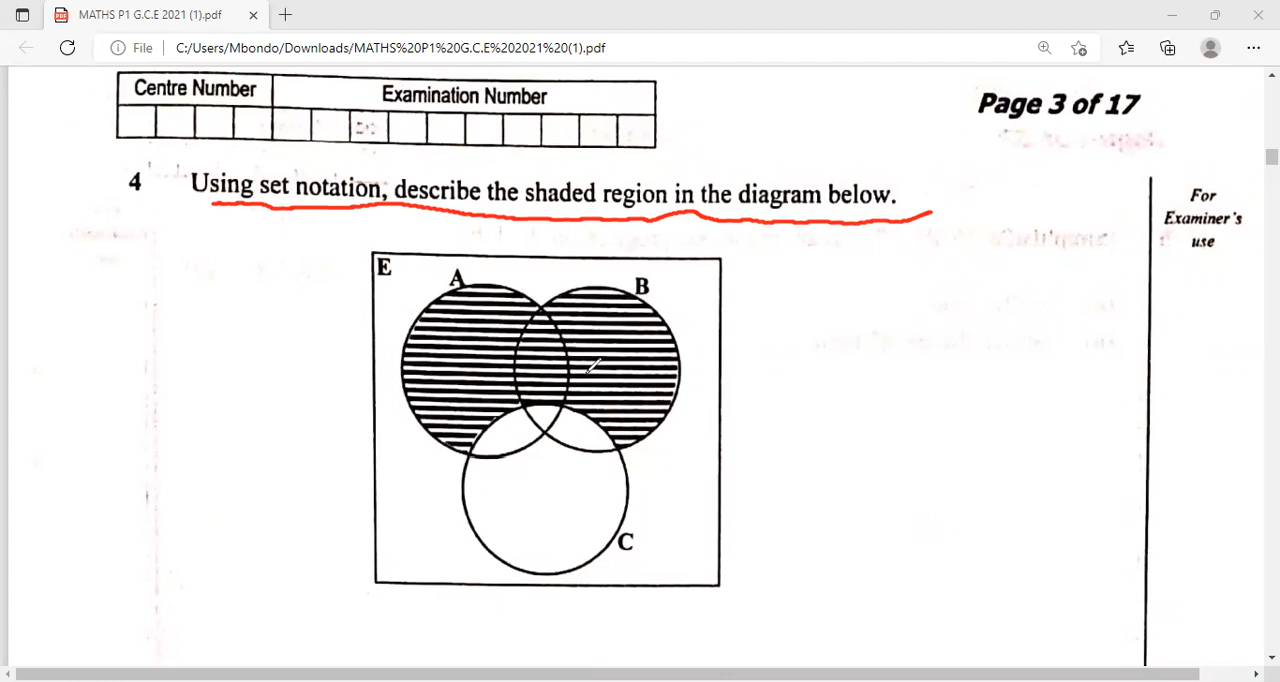 MATHS P1 G.C.E 2021 (1).pdf
File C:/Users/Mbondo/Downloads/MATHS%20P1%20G.C.E%202021%20(1).pdf
Centre Number Examination Number
Page 3 of 17
4 Using set notation, describe the shaded region in the diagram below.
For
Examiner's
use
E
A
B
C